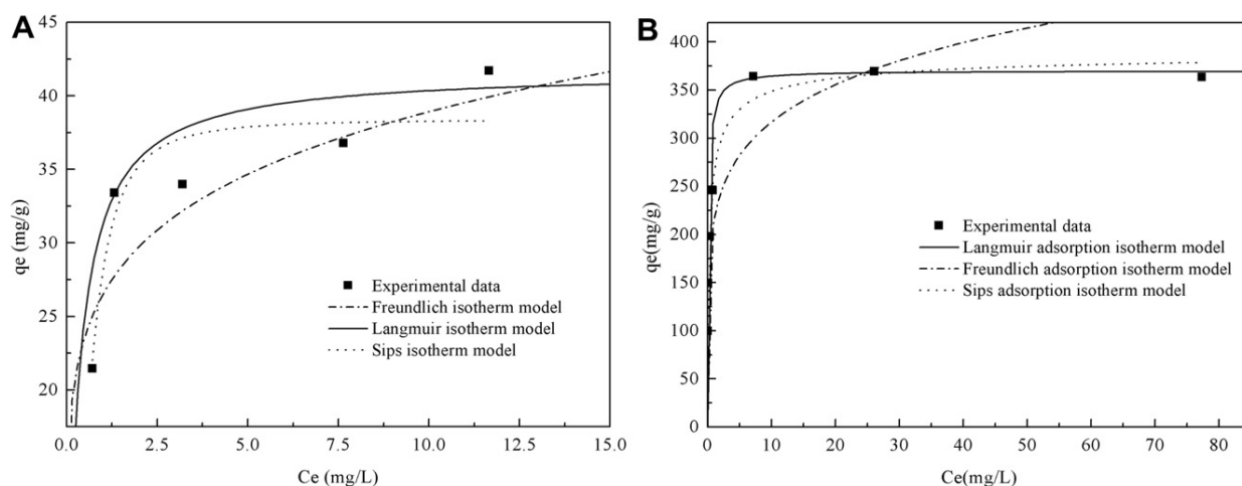 A
45
40
35
30
25
20
qe (mg/g)
Experimental data
Freundlich isotherm model
Langmuir isotherm model
Sips isotherm model
0.0 2.5 5.0 7.5 10.0 12.5 15.0
Ce (mg/L)
B
400
350
300
250
200
150
100
50
0
qe(mg/g)
Experimental data
Langmuir adsorption isotherm model
Freundlich adsorption isotherm model
Sips adsorption isotherm model
0 10 20 30 40 50 60 70 80
Ce(mg/L)